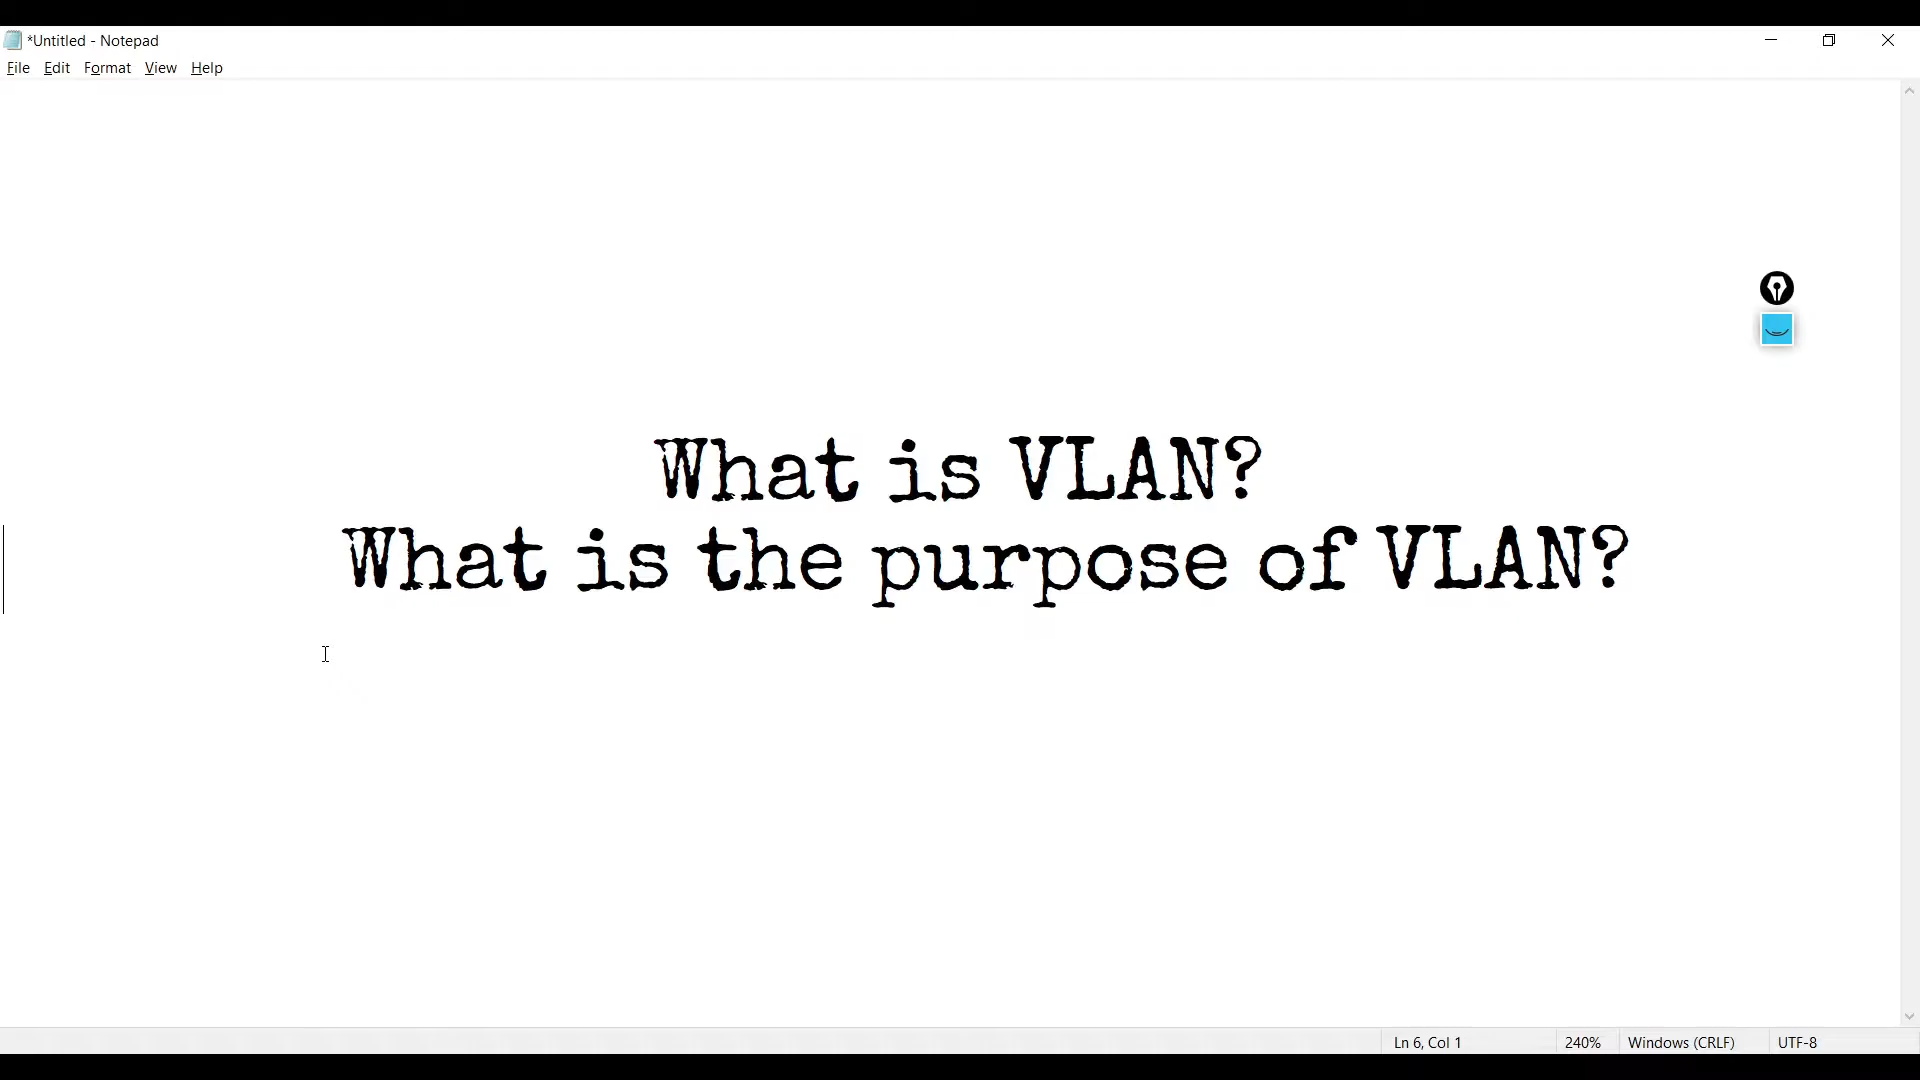 *Untitled - Notepad
File Edit Format View Help
What is VLAN?
What is the purpose of VLAN?
Ln 6, Col 1 240% Windows (CRLF) UTF-8